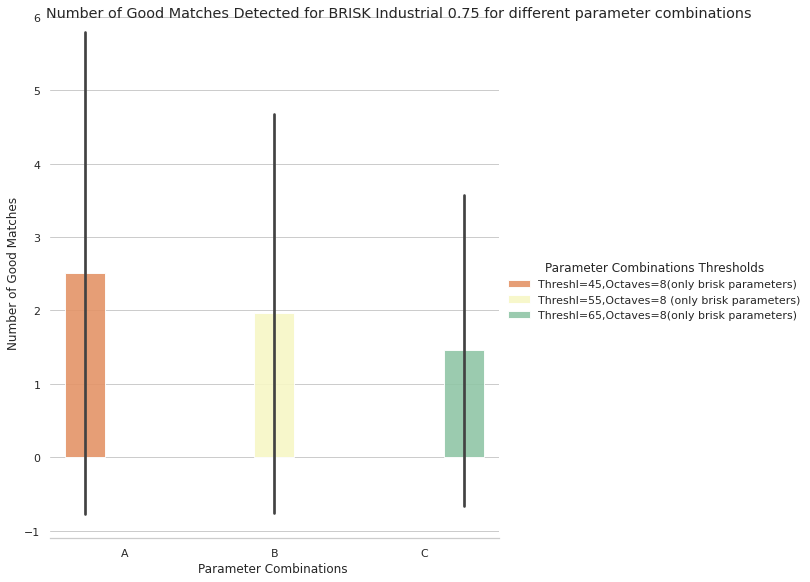 Number of Good Matches Detected for BRISK Industrial 0.75 for different parameter combinations
6
5
4
3
2
1
0
−1
Number of Good Matches
A B C
Parameter Combinations
Parameter Combinations Thresholds
Threshl=45,Octaves=8(only brisk parameters)
Threshl=55,Octaves=8 (only brisk parameters)
Threshl=65,Octaves=8(only brisk parameters)